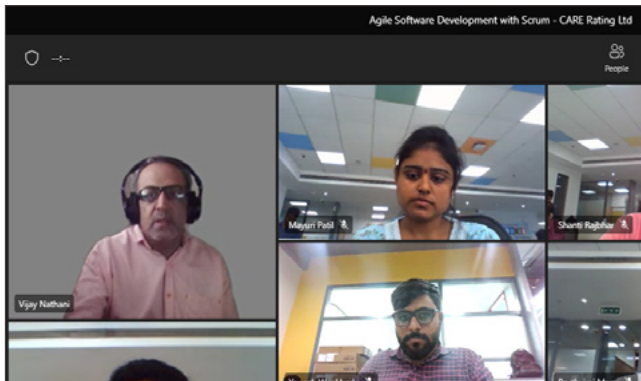 Agile Software Development with Scrum - CARE Rating Ltd
People
Mayuri Patil
Shanti Rajbhar
Vijay Nathani